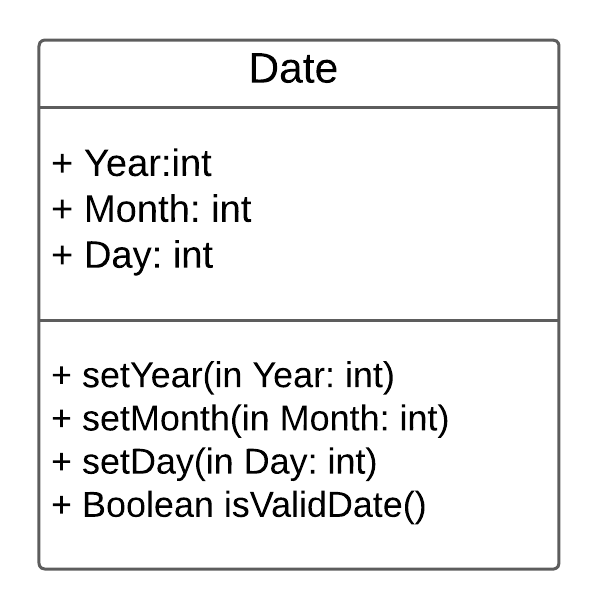 Date
+ Year:int
+ Month: int
+ Day: int
+ setYear(in Year: int)
+ setMonth(in Month: int)
+ setDay(in Day: int)
+ Boolean isValidDate()